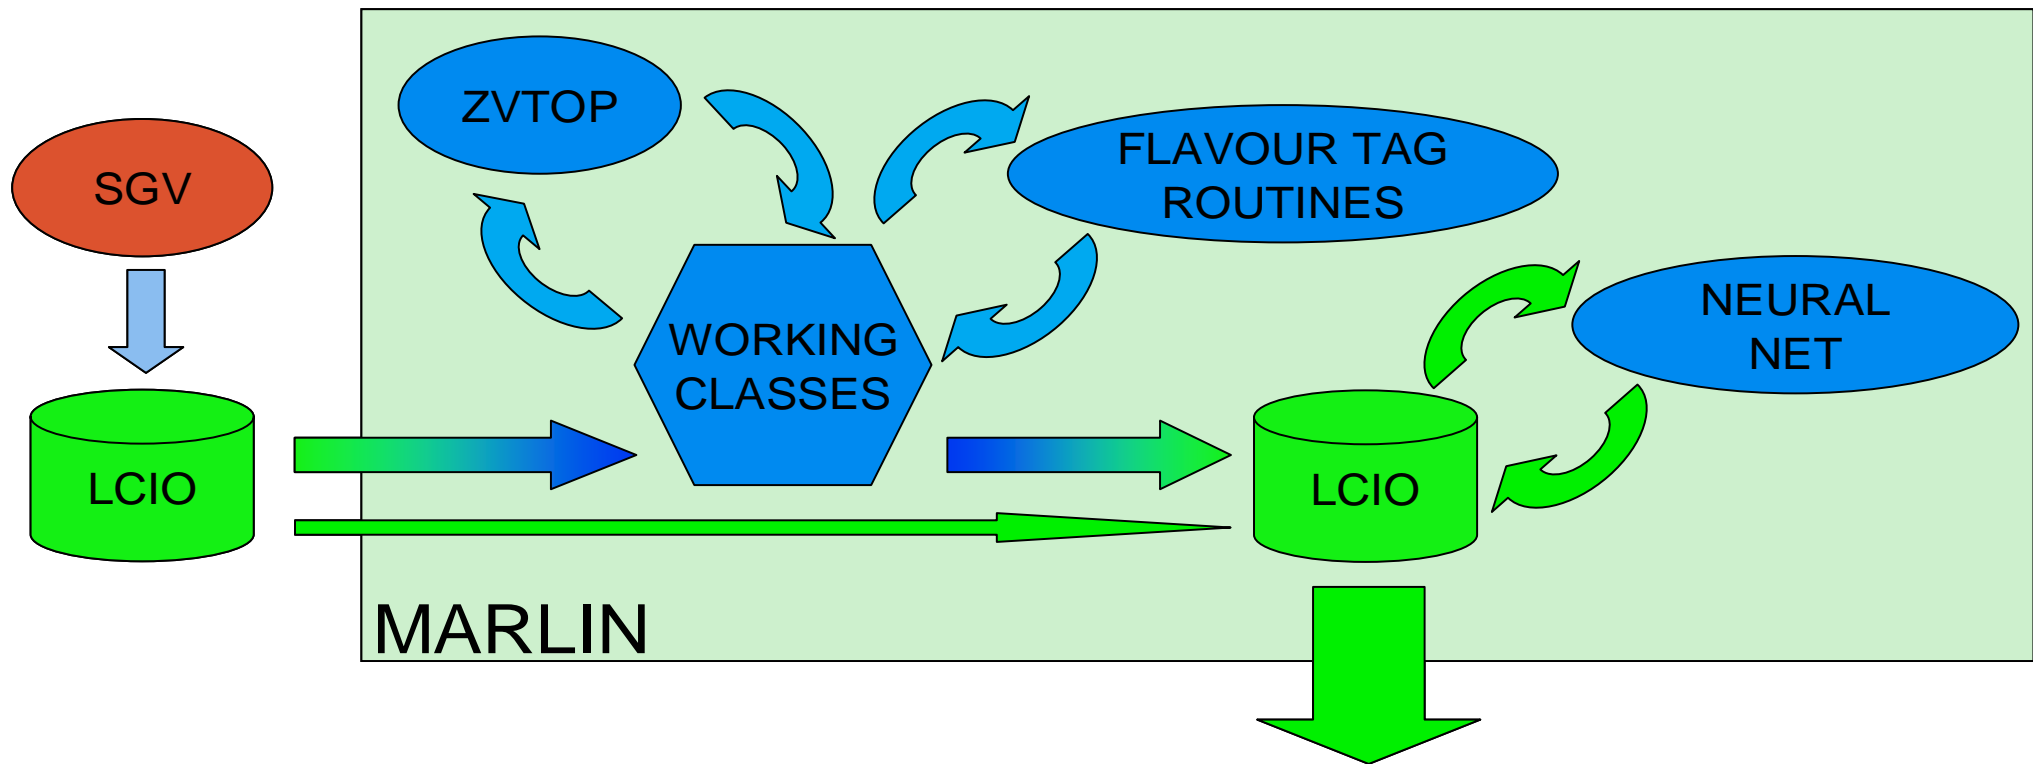 ZVTOP
FLAVOUR TAG
ROUTINES
SGV
NEURAL
NET
WORKING
CLASSES
LCIO
LCIO
MARLIN